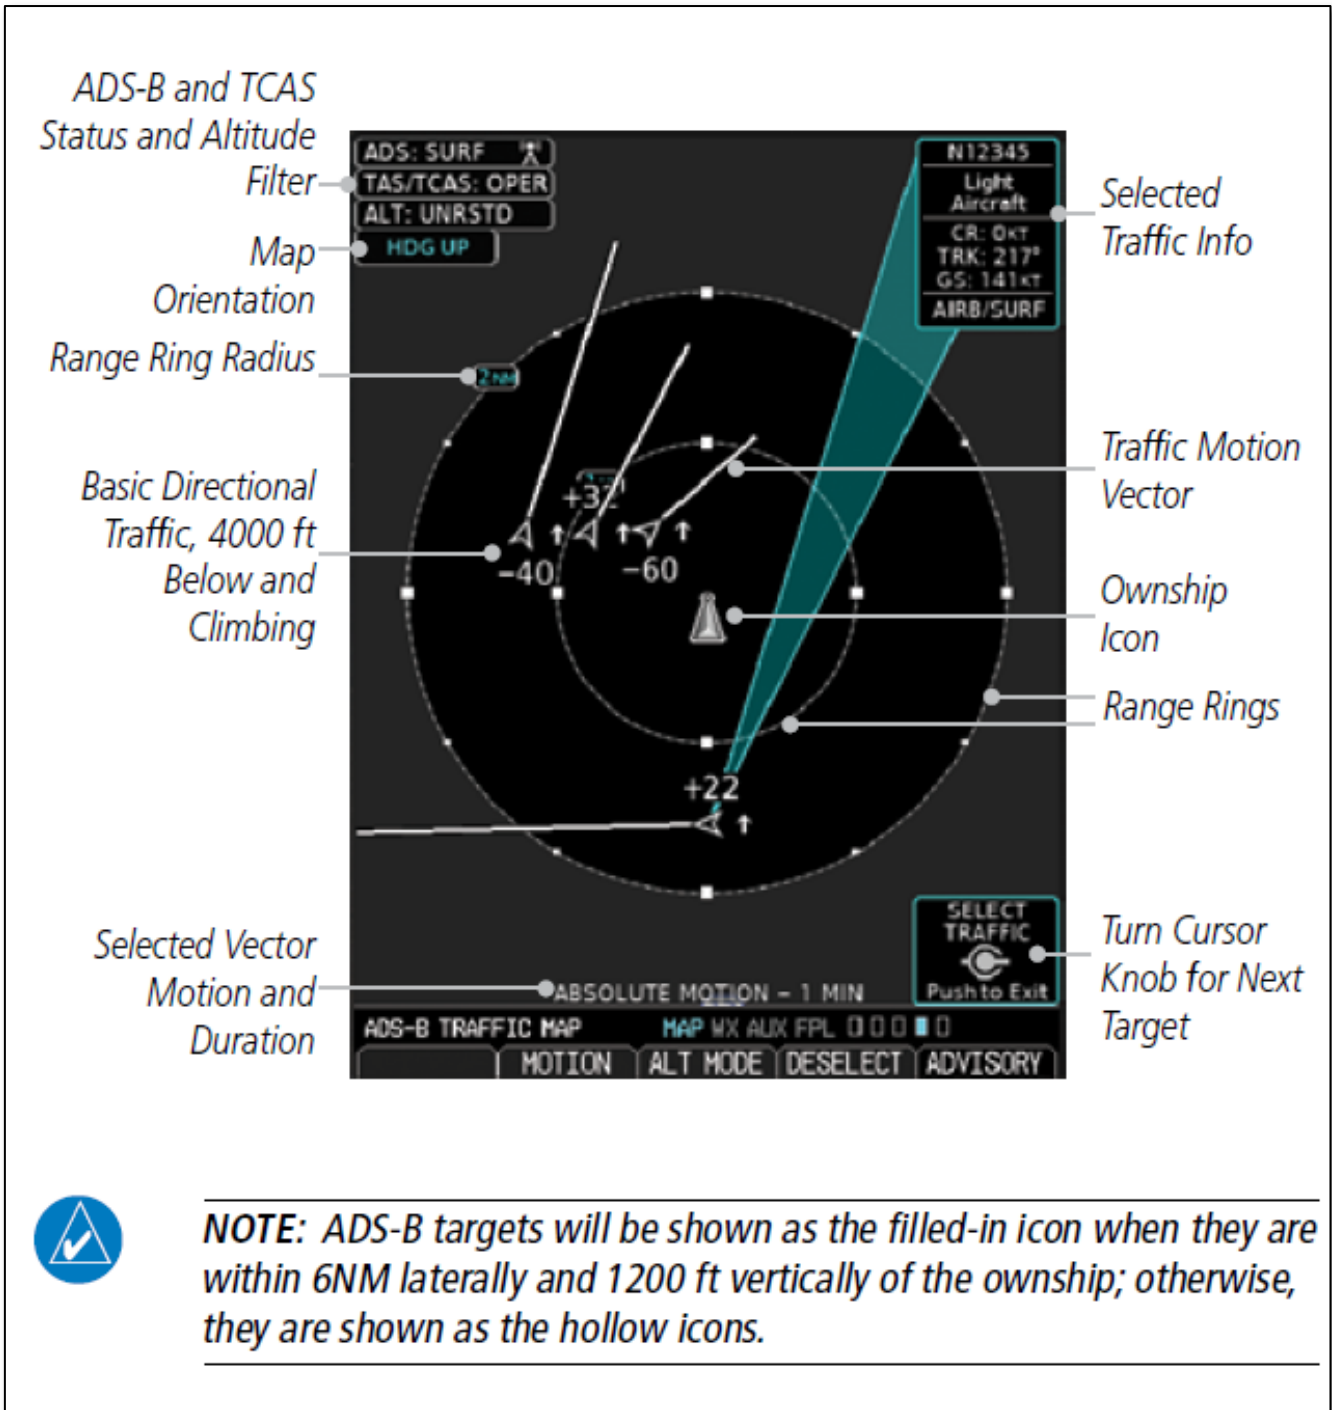 ADS-B and TCAS
Status and Altitude
Filter
Map
Orientation
Range Ring Radius
Basic Directional
Traffic, 4000 ft
Below and
Climbing
Selected Vector
Motion and
Duration
ADS: SURF
TAS/TCAS: OPER
ALT: UNRSTD
HDG UP
2NM
+32
-40
-60
+22
N12345
Light
Aircraft
CR: 0KT
TRK: 217°
GS: 141KT
AIRB/SURF
SELECT
TRAFFIC
Push to Exit
ABSOLUTE MOTION – 1 MIN
ADS-B TRAFFIC MAP MAP WX AUX FPL
MOTION ALT MODE DESELECT ADVISORY
Selected
Traffic Info
Traffic Motion
Vector
Ownship
Icon
Range Rings
Turn Cursor
Knob for Next
Target
NOTE: ADS-B targets will be shown as the filled-in icon when they are
within 6NM laterally and 1200 ft vertically of the ownship; otherwise,
they are shown as the hollow icons.